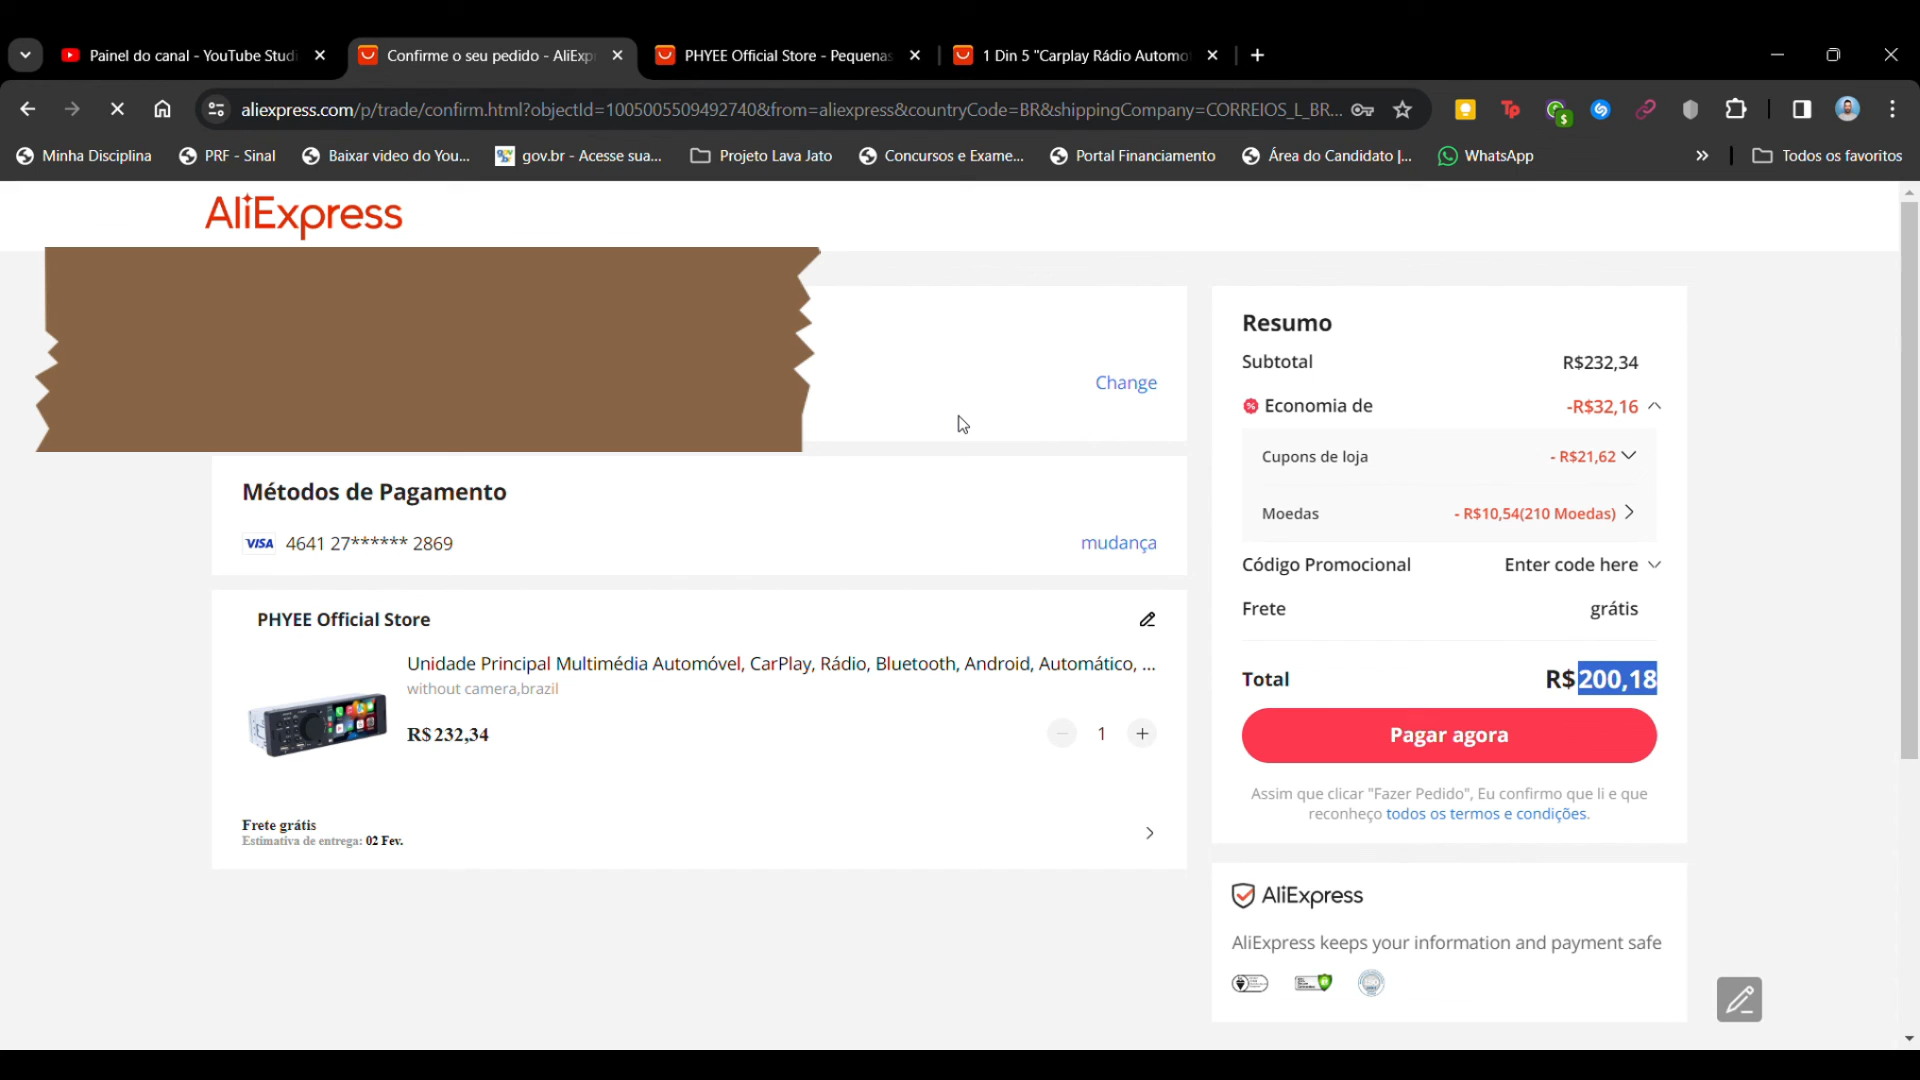 Painel do canal - YouTube Studi
Confirme o seu pedido - AliExp
PHYEE Official Store - Pequenas
1 Din 5 "Carplay Rádio Automo
aliexpress.com/p/trade/confirm.html?objectId=1005005509492740&from=aliexpress&countryCode=BR&shippingCompany=CORREIOS_L_BR...
Minha Disciplina
PRF - Sinal
Baixar video do You...
gov.br - Acesse sua...
Projeto Lava Jato
Concursos e Exame...
Portal Financiamento
Área do Candidato |...
WhatsApp
Todos os favoritos
AliExpress
Change
Métodos de Pagamento
VISA 4641 27****** 2869
mudança
PHYEE Official Store
Unidade Principal Multimédia Automóvel, CarPlay, Rádio, Bluetooth, Android, Automático, ...
without camera,brazil
R$232,34
1
Frete grátis
Estimativa de entrega: 02 Fev.
Resumo
Subtotal R$232,34
Economia de -R$32,16
Cupons de loja - R$21,62
Moedas - R$10,54(210 Moedas)
Código Promocional Enter code here
Frete grátis
Total R$200,18
Pagar agora
Assim que clicar "Fazer Pedido", Eu confirmo que li e que
reconheço todos os termos e condições.
AliExpress
AliExpress keeps your information and payment safe